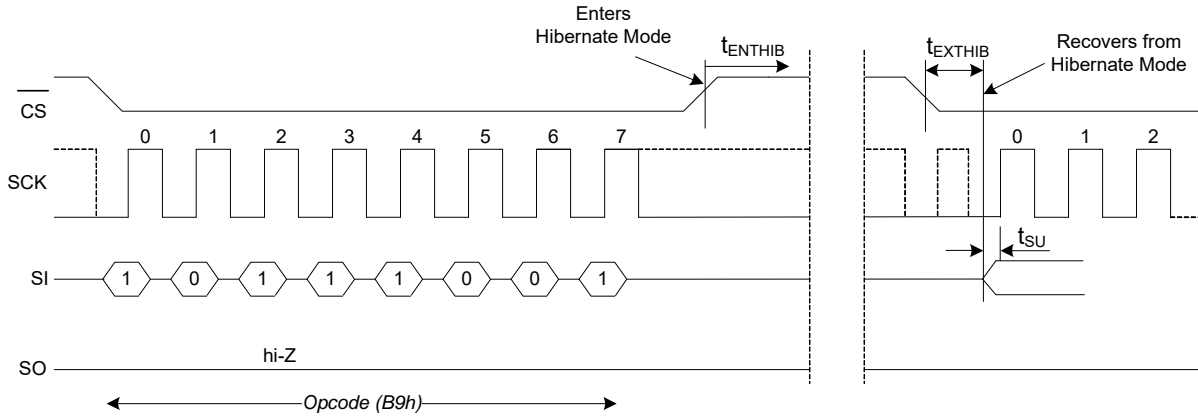 Enters
Hibernate Mode
tENTHIB
tEXTHIB
Recovers from
Hibernate Mode
CS
0 1 2 3 4 5 6 7 0 1 2
SCK
tSU
SI 1 0 1 1 1 0 0 1
hi-Z
SO
Opcode (B9h)